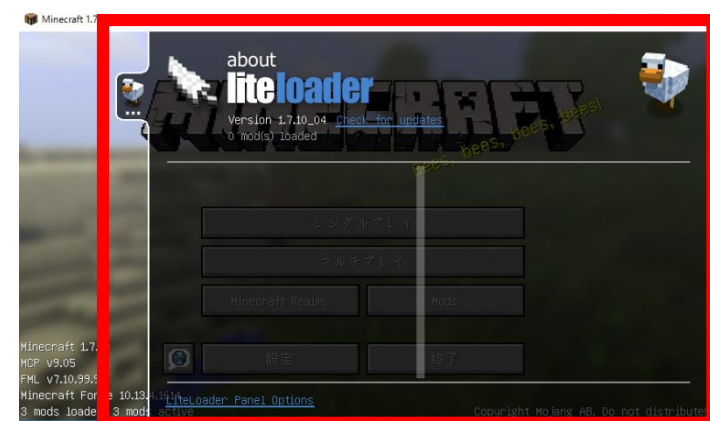 Minecraft 1.7
about
liteloader
MINECRAFT
Version 1.7.10_04 Check for updates
0 mod(s) loaded
Bees, bees, bees, bees!
シングルプレイ
マルチプレイ
Minecraft Realms
Mods
設定
終了
Minecraft 1.7.
MCP v9.05
FML v7.10.99.9
Minecraft Forge 10.13.4.1614
LiteLoader Panel Options
3 mods loaded, 3 mods active
Copyright Mojang AB. Do not distribute